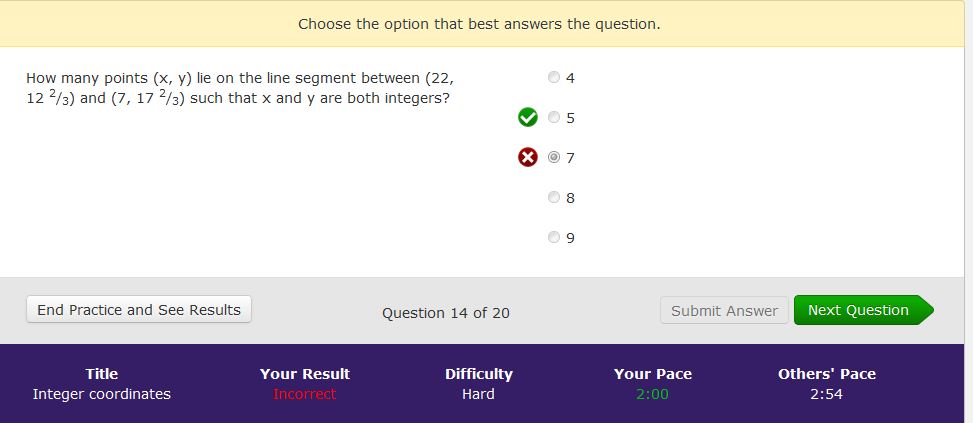 Choose the option that best answers the question.
How many points (x, y) lie on the line segment between (22,
12 2/3) and (7, 17 2/3) such that x and y are both integers?
4
5
7
8
9
End Practice and See Results
Question 14 of 20
Submit Answer
Next Question
Title
Your Result
Difficulty
Your Pace
Others' Pace
Integer coordinates
Incorrect
Hard
2:00
2:54